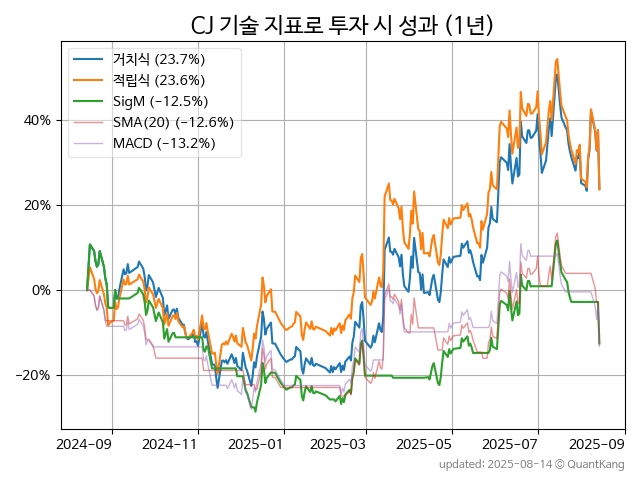 CJ 기술 지표로 투자 시 성과 (1년)
거치식 (23.7%)
적립식 (23.6%)
SigM (−12.5%)
SMA(20) (−12.6%)
MACD (−13.2%)
40%
20%
0%
−20%
2024-09 2024-11 2025-01 2025-03 2025-05 2025-07 2025-09
updated: 2025-08-14 © QuantKang